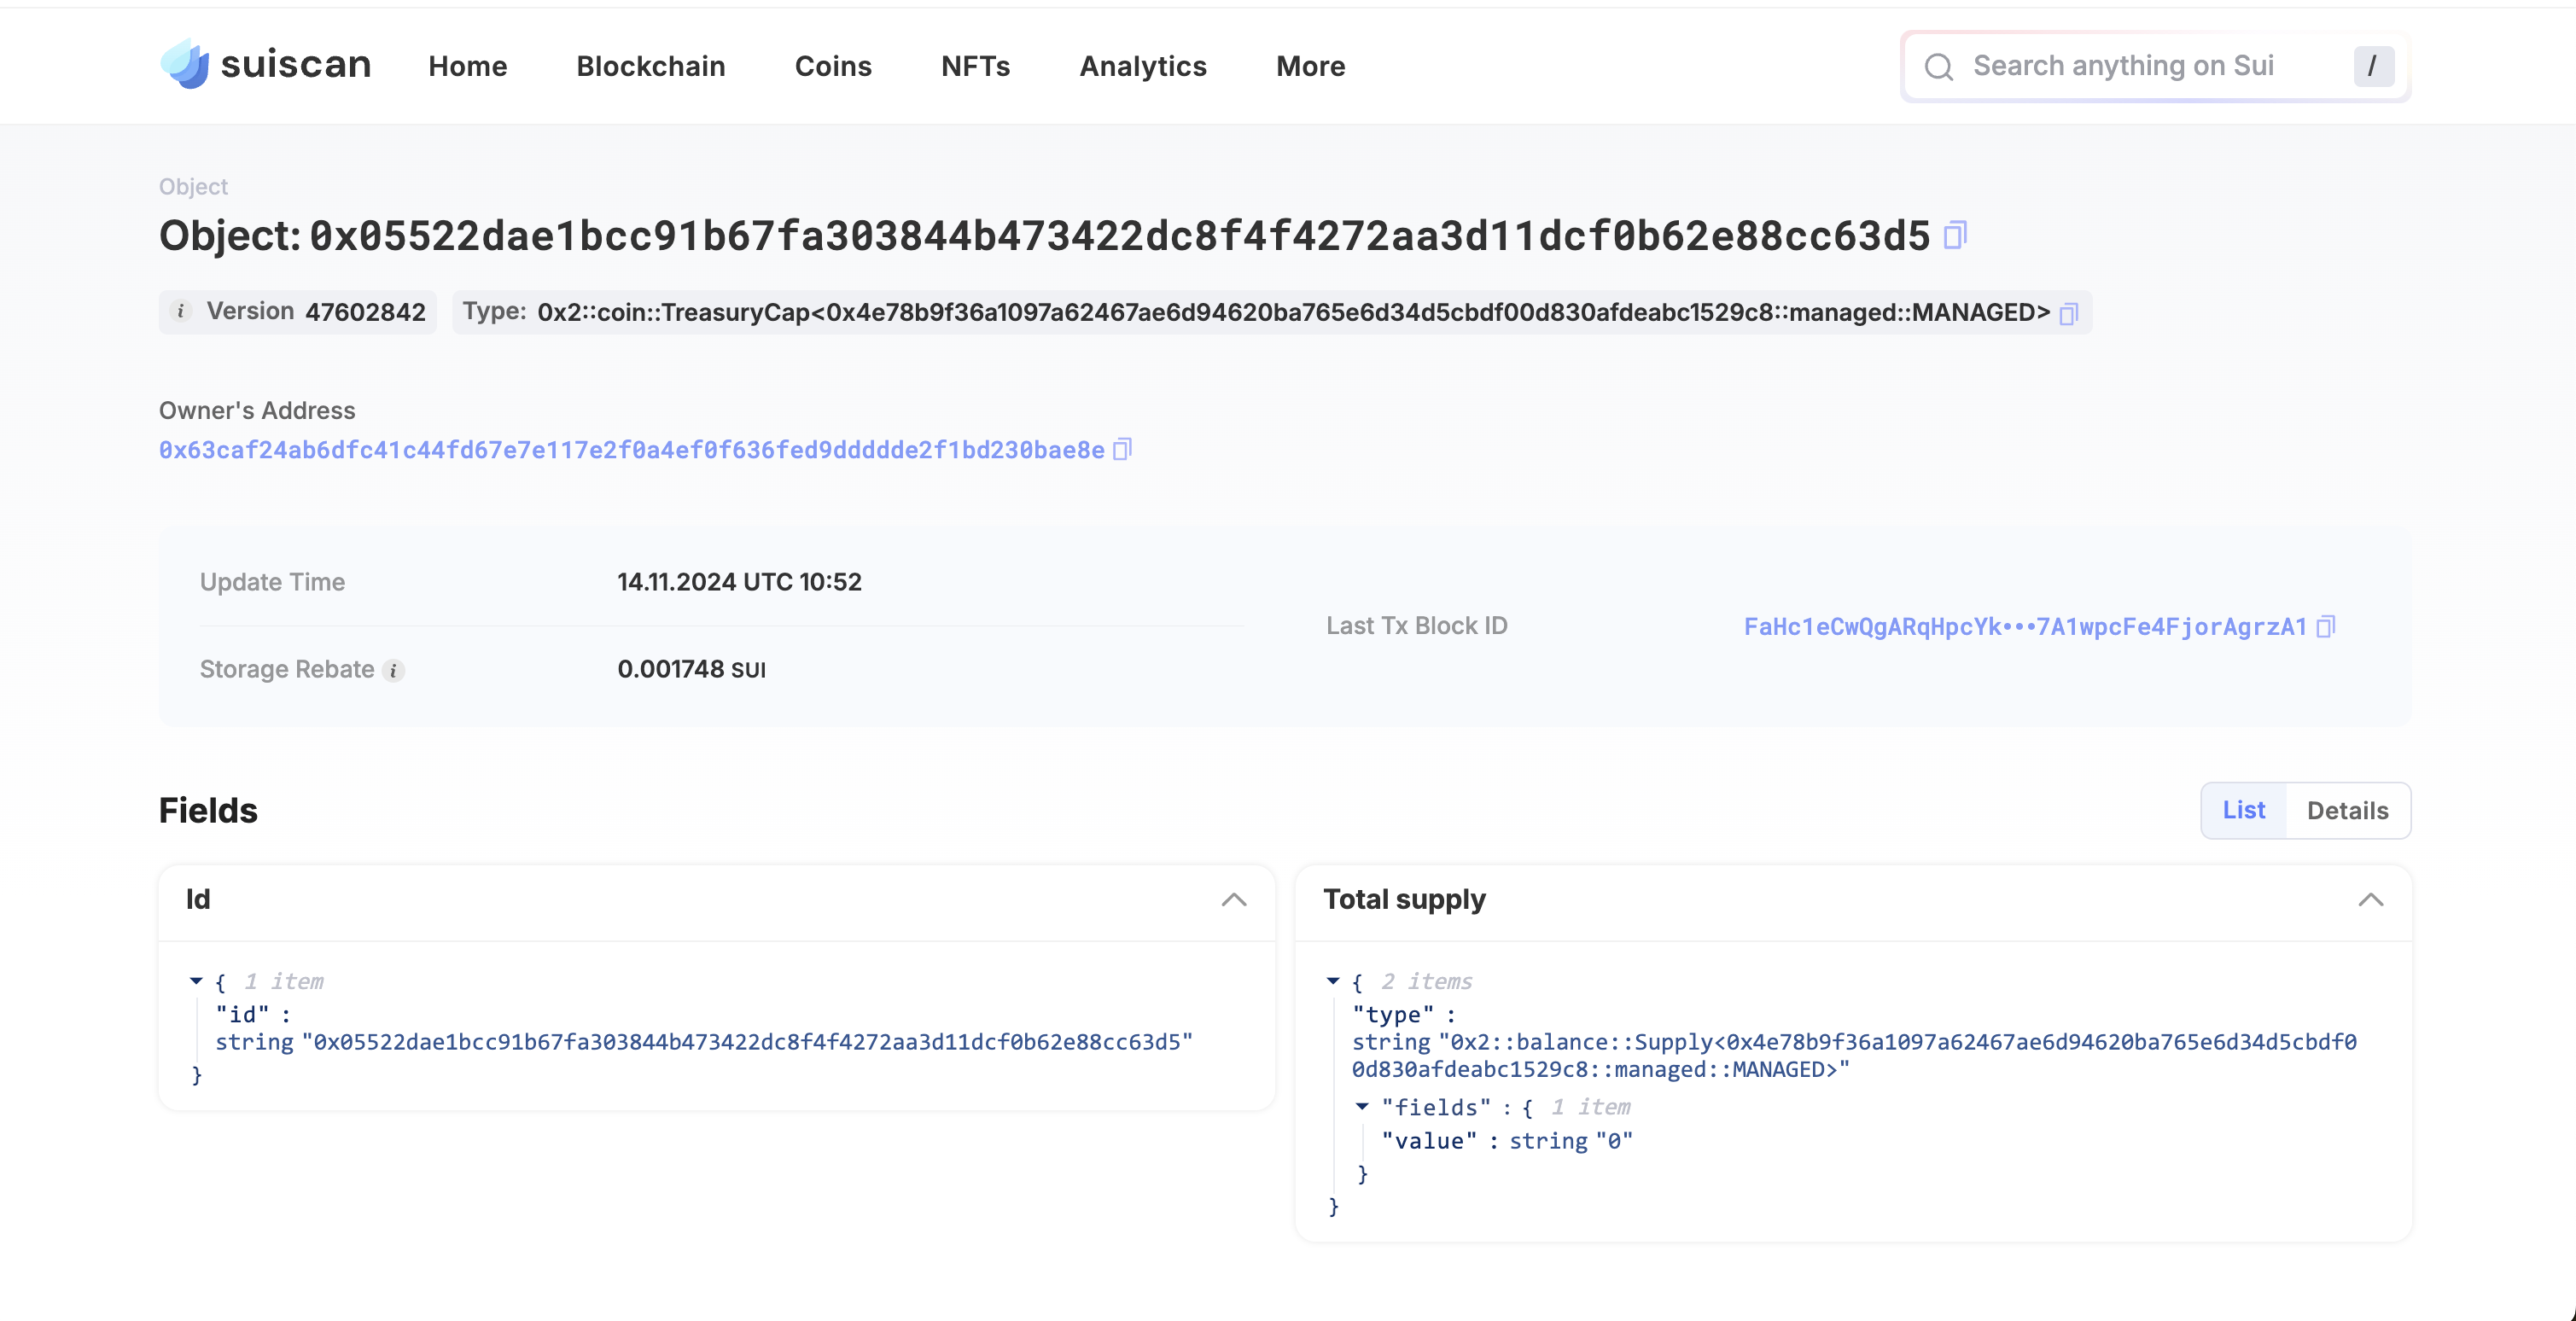 suiscan Home Blockchain Coins NFTs Analytics More Search anything on Sui /
Object
Object: 0x05522dae1bcc91b67fa303844b473422dc8f4f4272aa3d11dcf0b62e88cc63d5
i Version 47602842 Type: 0x2::coin::TreasuryCap<0x4e78b9f36a1097a62467ae6d94620ba765e6d34d5cbdf00d830afdeabc1529c8::managed::MANAGED>
Owner's Address
0x63caf24ab6dfc41c44fd67e7e117e2f0a4ef0f636fed9ddddde2f1bd230bae8e
Update Time 14.11.2024 UTC 10:52
Storage Rebate i 0.001748 SUI
Last Tx Block ID FaHc1eCwQgARqHpcYk•••7A1wpcFe4FjorAgrzA1
Fields List Details
Id
{ 1 item
"id" :
string "0x05522dae1bcc91b67fa303844b473422dc8f4f4272aa3d11dcf0b62e88cc63d5"
}
Total supply
{ 2 items
"type" :
string "0x2::balance::Supply<0x4e78b9f36a1097a62467ae6d94620ba765e6d34d5cbdf0
0d830afdeabc1529c8::managed::MANAGED>"
"fields" : { 1 item
"value" : string "0"
}
}